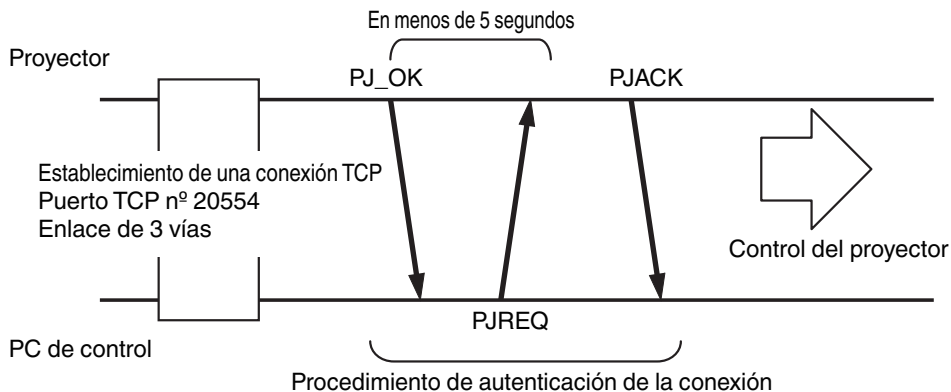 En menos de 5 segundos
Proyector
PJ_OK
PJACK
Establecimiento de una conexión TCP
Puerto TCP nº 20554
Enlace de 3 vías
Control del proyector
PJREQ
PC de control
Procedimiento de autenticación de la conexión